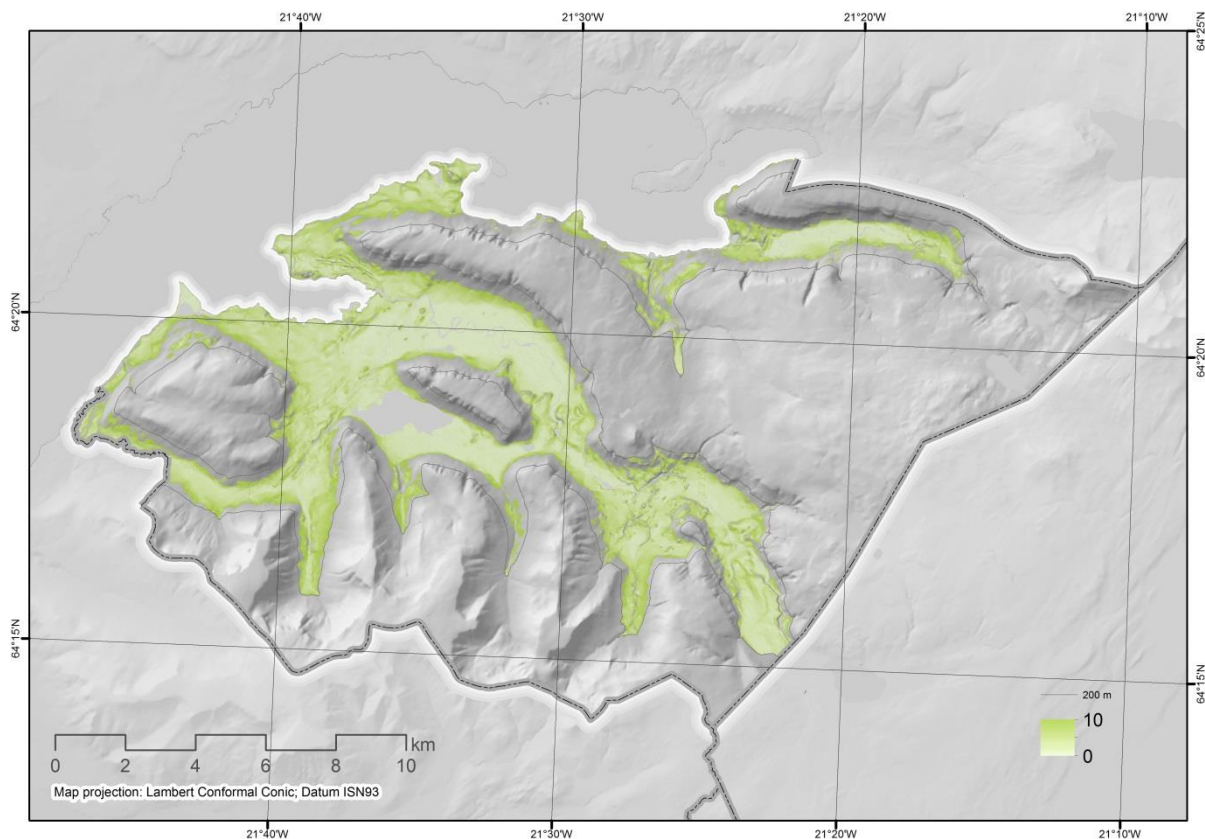 21°40'W 21°30'W 21°20'W 21°10'W
64°25'N
64°20'N
64°20'N
64°15'N
64°15'N
200 m
10
0
km
0 2 4 6 8 10
Map projection: Lambert Conformal Conic; Datum ISN93
21°40'W 21°30'W 21°20'W 21°10'W